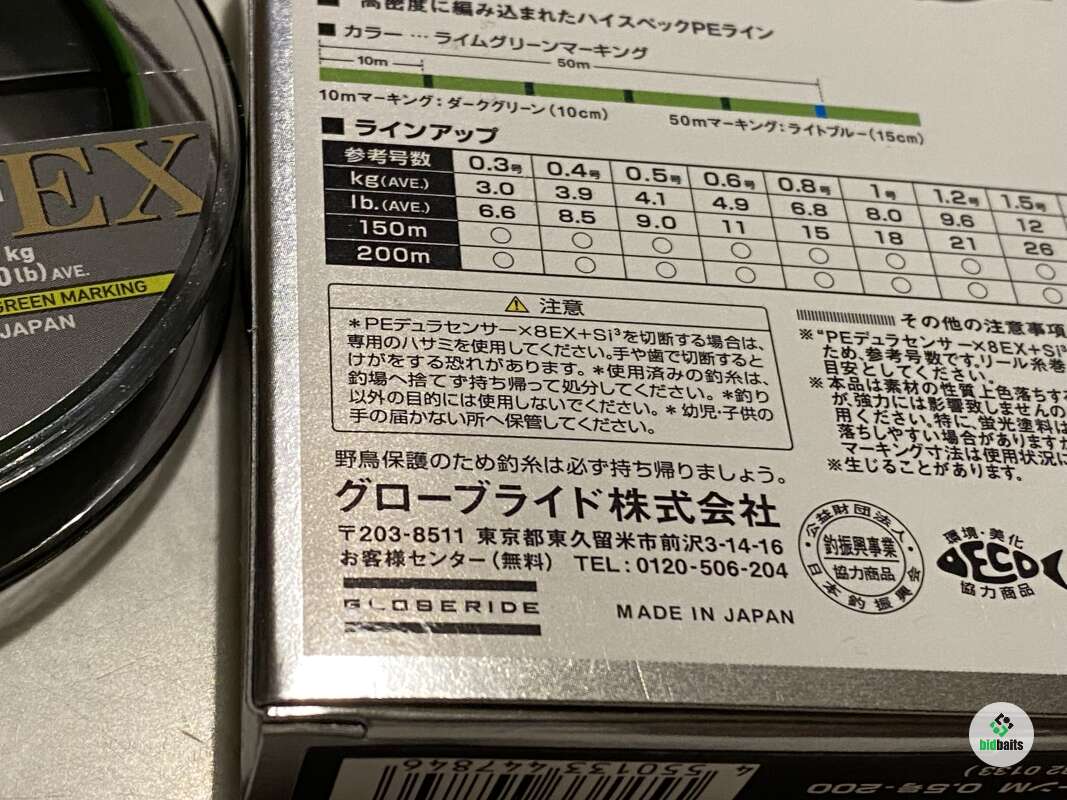 EX
kg
0lb) AVE.
GREEN MARKING
JAPAN
■ 高密度に編み込まれたハイスペックPEライン
■ カラー … ライムグリーンマーキング
10m 50m
10mマーキング:ダークグリーン(10cm)
50mマーキング:ライトブルー(15cm)
■ ラインアップ
参考号数 0.3号 0.4号 0.5号 0.6号 0.8号 1号 1.2号 1.5号
kg(AVE.) 3.0 3.9 4.1 4.9 6.8 8.0 9.6 12
lb.(AVE.) 6.6 8.5 9.0 11 15 18 21 26
150m ○ ○ ○ ○ ○ ○ ○ ○
200m ○ ○ ○ ○ ○ ○ ○ ○
注意
*PEデュラセンサー×8EX+Si³を切断する場合は、
専用のハサミを使用してください。手や歯で切断すると
けがをする恐れがあります。*使用済みの釣糸は、
釣場へ捨てず持ち帰って処分してください。*釣り
以外の目的には使用しないでください。*幼児・子供の
手の届かない所へ保管してください。
その他の注意事項
※"PEデュラセンサー×8EX+Si³
ため、参考号数です。リール糸巻
目安としてください。
※本品は素材の性質上色落ちす
が、強力には影響致しませんの
用ください。特に、蛍光塗料は
落ちしやすい場合がありますが
マーキング寸法は使用状況に
※生じることがあります。
野鳥保護のため釣糸は必ず持ち帰りましょう。
グローブライド株式会社
〒203-8511 東京都東久留米市前沢3-14-16
お客様センター(無料) TEL:0120-506-204
GLOBERIDE
MADE IN JAPAN
公益財団法人
釣振興事業
協力商品
日本釣振興会
環境・美化
DECO
協力商品
4 550133 447846
ンM 0.5号-200
bidbaits